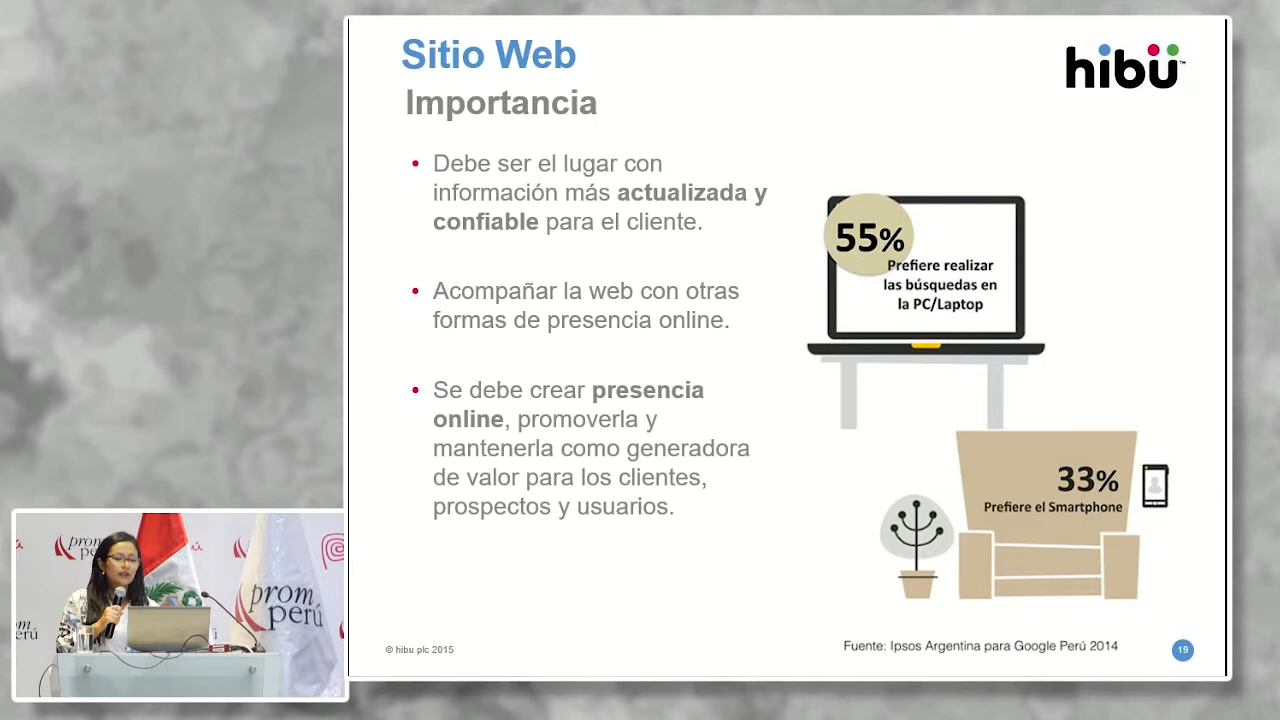 Sitio Web
Importancia
hibü™
• Debe ser el lugar con
información más actualizada y
confiable para el cliente.
• Acompañar la web con otras
formas de presencia online.
• Se debe crear presencia
online, promoverla y
mantenerla como generadora
de valor para los clientes,
prospectos y usuarios.
55%
Prefiere realizar
las búsquedas en
la PC/Laptop
33%
Prefiere el Smartphone
prom
perú
© hibu plc 2015
Fuente: Ipsos Argentina para Google Perú 2014
19